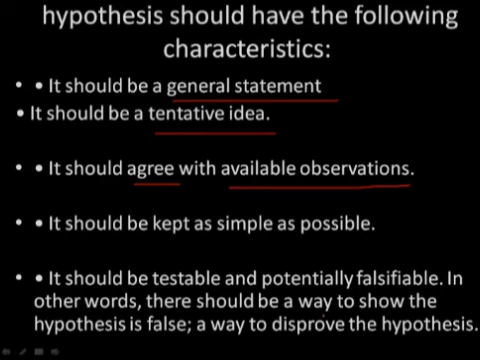 hypothesis should have the following
characteristics:
• • It should be a general statement
• It should be a tentative idea.
• • It should agree with available observations.
• • It should be kept as simple as possible.
• • It should be testable and potentially falsifiable. In
other words, there should be a way to show the
hypothesis is false; a way to disprove the hypothesis.